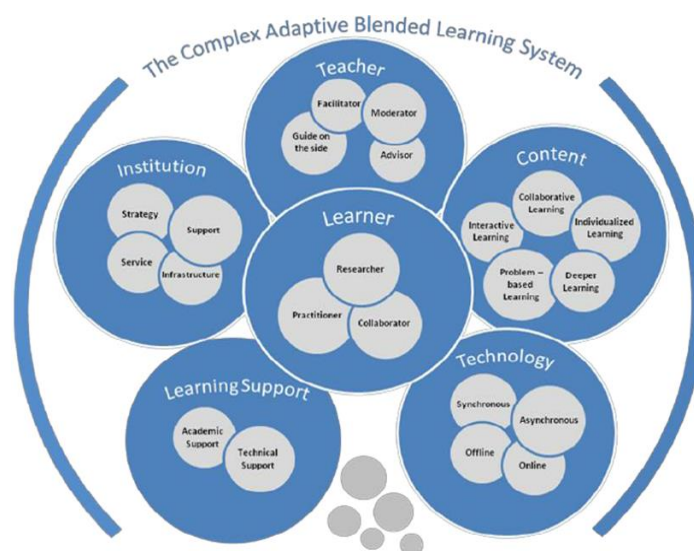 The Complex Adaptive Blended Learning System
Teacher
Facilitator
Moderator
Guide on
the side
Advisor
Institution
Strategy
Support
Service
Infrastructure
Content
Collaborative
Learning
Interactive
Learning
Individualized
Learning
Problem –
based
Learning
Deeper
Learning
Learner
Researcher
Practitioner
Collaborator
Learning Support
Academic
Support
Technical
Support
Technology
Synchronous
Asynchronous
Offline
Online